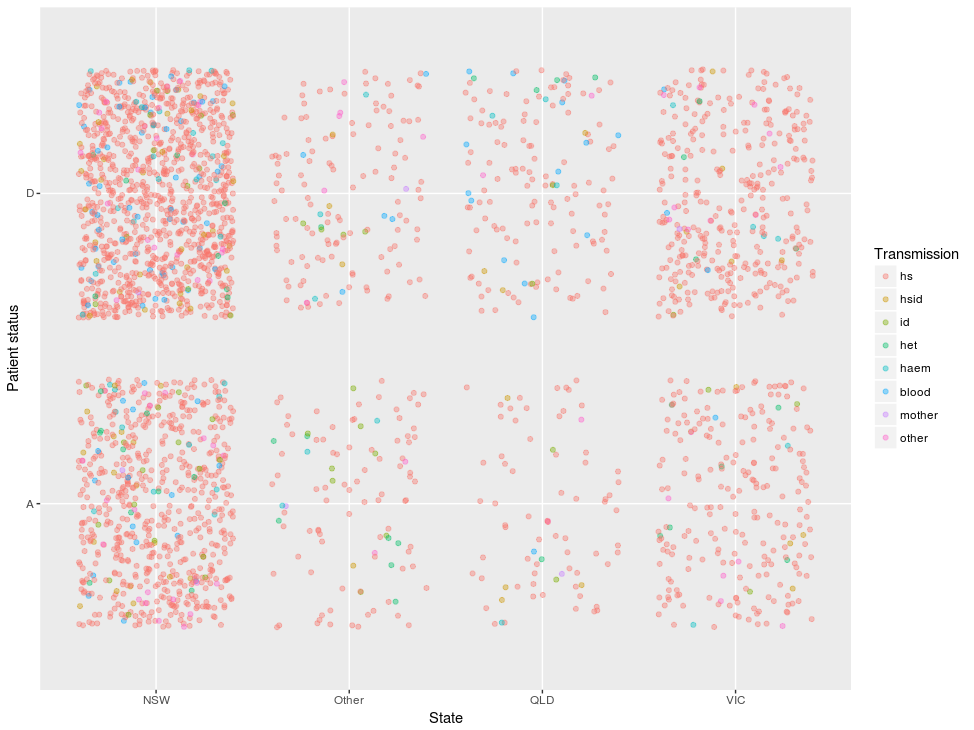 Patient status
D
A
NSW
Other
QLD
VIC
State
Transmission
hs
hsid
id
het
haem
blood
mother
other